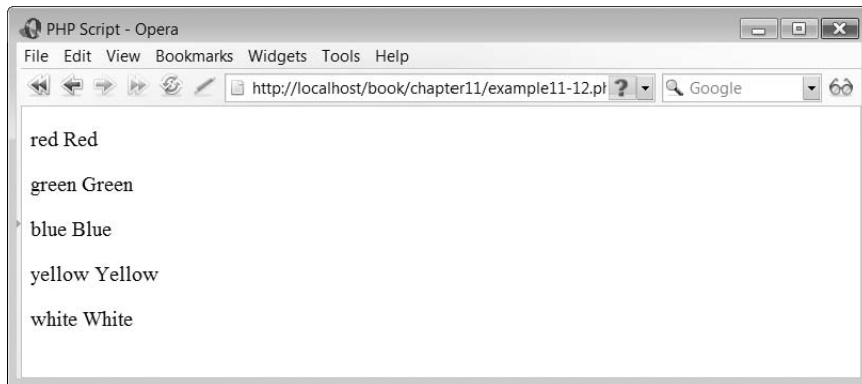 PHP Script - Opera
File Edit View Bookmarks Widgets Tools Help
http://localhost/book/chapter11/example11-12.ph ? Google
red Red
green Green
blue Blue
yellow Yellow
white White